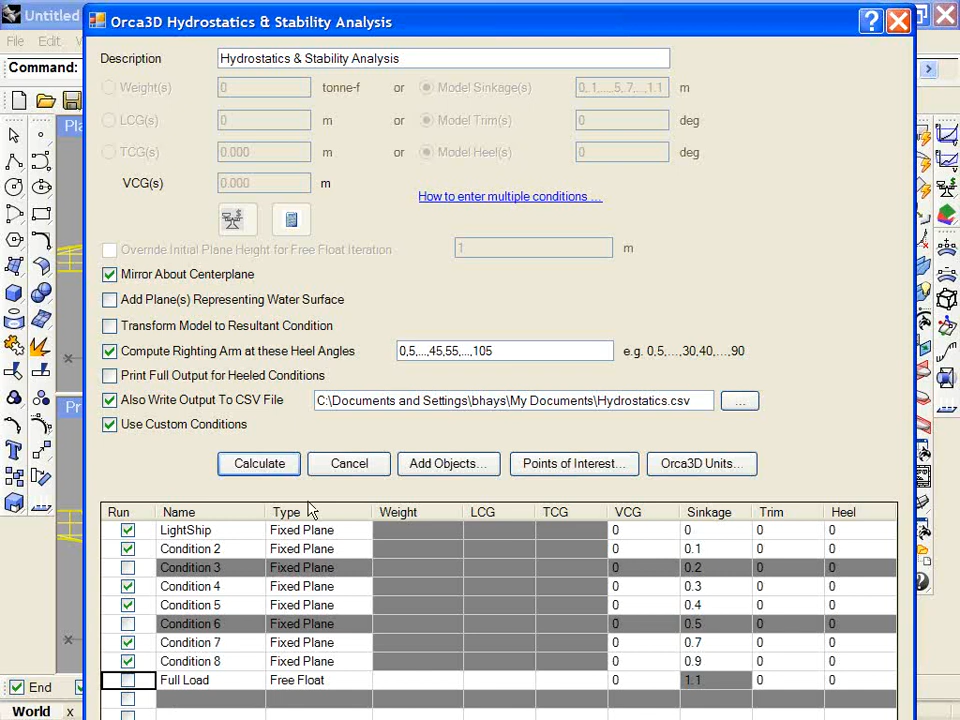 Untitled
Orca3D Hydrostatics & Stability Analysis
File Edit
Command:
Description Hydrostatics & Stability Analysis
Weight(s) 0 tonne-f or Model Sinkage(s) 0,.1,...,.5,.7,...,1.1 m
LCG(s) 0 m or Model Trim(s) 0 deg
TCG(s) 0.000 m or Model Heel(s) 0 deg
VCG(s) 0.000 m
How to enter multiple conditions ...
Override Initial Plane Height for Free Float Iteration 1 m
Mirror About Centerplane
Add Plane(s) Representing Water Surface
Transform Model to Resultant Condition
Compute Righting Arm at these Heel Angles 0,5,...,45,55,...,105 e.g. 0,5,...,30,40,...,90
Print Full Output for Heeled Conditions
Also Write Output To CSV File C:\Documents and Settings\bhays\My Documents\Hydrostatics.csv ...
Use Custom Conditions
Calculate Cancel Add Objects... Points of Interest... Orca3D Units...
Run Name Type Weight LCG TCG VCG Sinkage Trim Heel
LightShip Fixed Plane 0 0 0 0
Condition 2 Fixed Plane 0 0.1 0 0
Condition 3 Fixed Plane 0 0.2 0 0
Condition 4 Fixed Plane 0 0.3 0 0
Condition 5 Fixed Plane 0 0.4 0 0
Condition 6 Fixed Plane 0 0.5 0 0
Condition 7 Fixed Plane 0 0.7 0 0
Condition 8 Fixed Plane 0 0.9 0 0
Full Load Free Float 0 1.1 0 0
End
World x